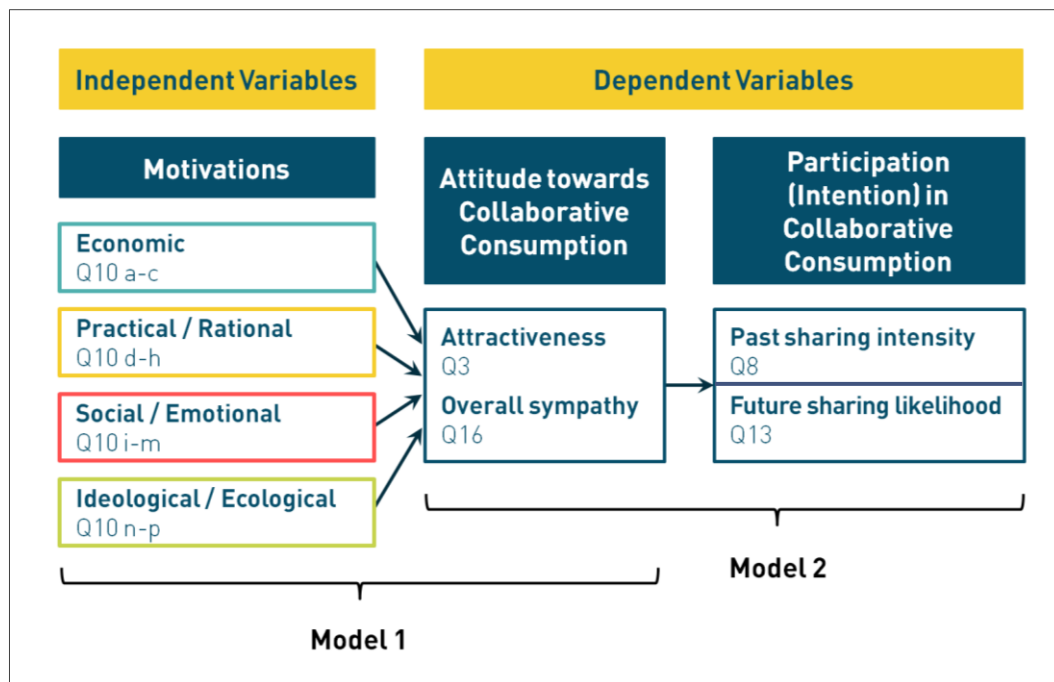 Independent Variables
Dependent Variables
Motivations
Attitude towards
Collaborative
Consumption
Participation
(Intention) in
Collaborative
Consumption
Economic
Q10 a-c
Practical / Rational
Q10 d-h
Social / Emotional
Q10 i-m
Ideological / Ecological
Q10 n-p
Attractiveness
Q3
Overall sympathy
Q16
Past sharing intensity
Q8
Future sharing likelihood
Q13
Model 1
Model 2